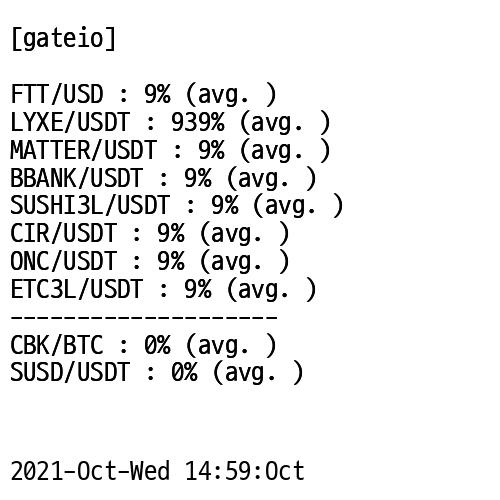 [gateio]
FTT/USD : 9% (avg. )
LYXE/USDT : 939% (avg. )
MATTER/USDT : 9% (avg. )
BBANK/USDT : 9% (avg. )
SUSHI3L/USDT : 9% (avg. )
CIR/USDT : 9% (avg. )
ONC/USDT : 9% (avg. )
ETC3L/USDT : 9% (avg. )
--------------------
CBK/BTC : 0% (avg. )
SUSD/USDT : 0% (avg. )
2021-Oct-Wed 14:59:Oct